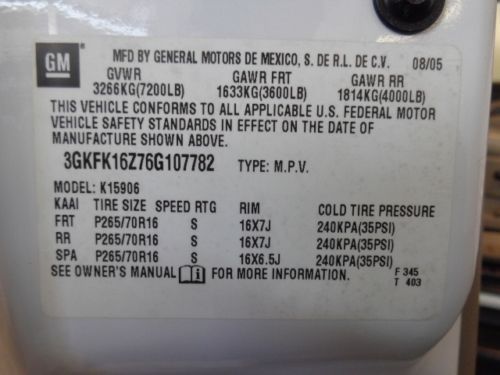 GM
MFD BY GENERAL MOTORS DE MEXICO, S. DE R.L. DE C.V. 08/05
GVWR GAWR FRT GAWR RR
3266KG(7200LB) 1633KG(3600LB) 1814KG(4000LB)
THIS VEHICLE CONFORMS TO ALL APPLICABLE U.S. FEDERAL MOTOR
VEHICLE SAFETY STANDARDS IN EFFECT ON THE DATE OF
MANUFACTURE SHOWN ABOVE.
3GKFK16Z76G107782 TYPE: M.P.V.
MODEL: K15906
KAAI TIRE SIZE SPEED RTG RIM COLD TIRE PRESSURE
FRT P265/70R16 S 16X7J 240KPA(35PSI)
RR P265/70R16 S 16X7J 240KPA(35PSI)
SPA P265/70R16 S 16X6.5J 240KPA(35PSI)
SEE OWNER'S MANUAL FOR MORE INFORMATION. F 345
T 403